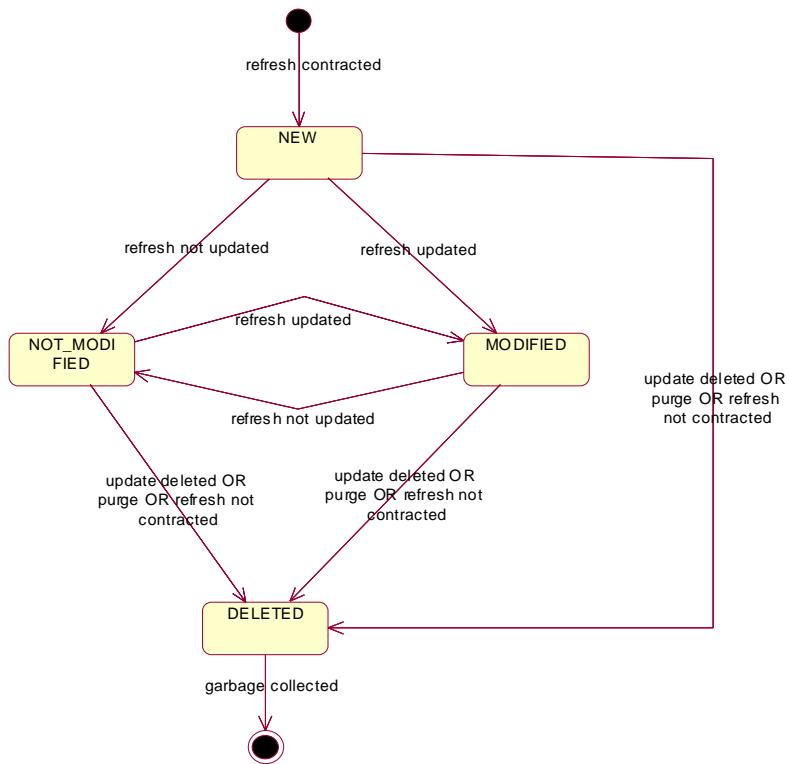 refresh contracted
NEW
refresh not updated
refresh updated
refresh updated
NOT_MODI
FIED
MODIFIED
refresh not updated
update deleted OR
purge OR refresh
not contracted
update deleted OR
purge OR refresh not
contracted
update deleted OR
purge OR refresh not
contracted
DELETED
garbage collected